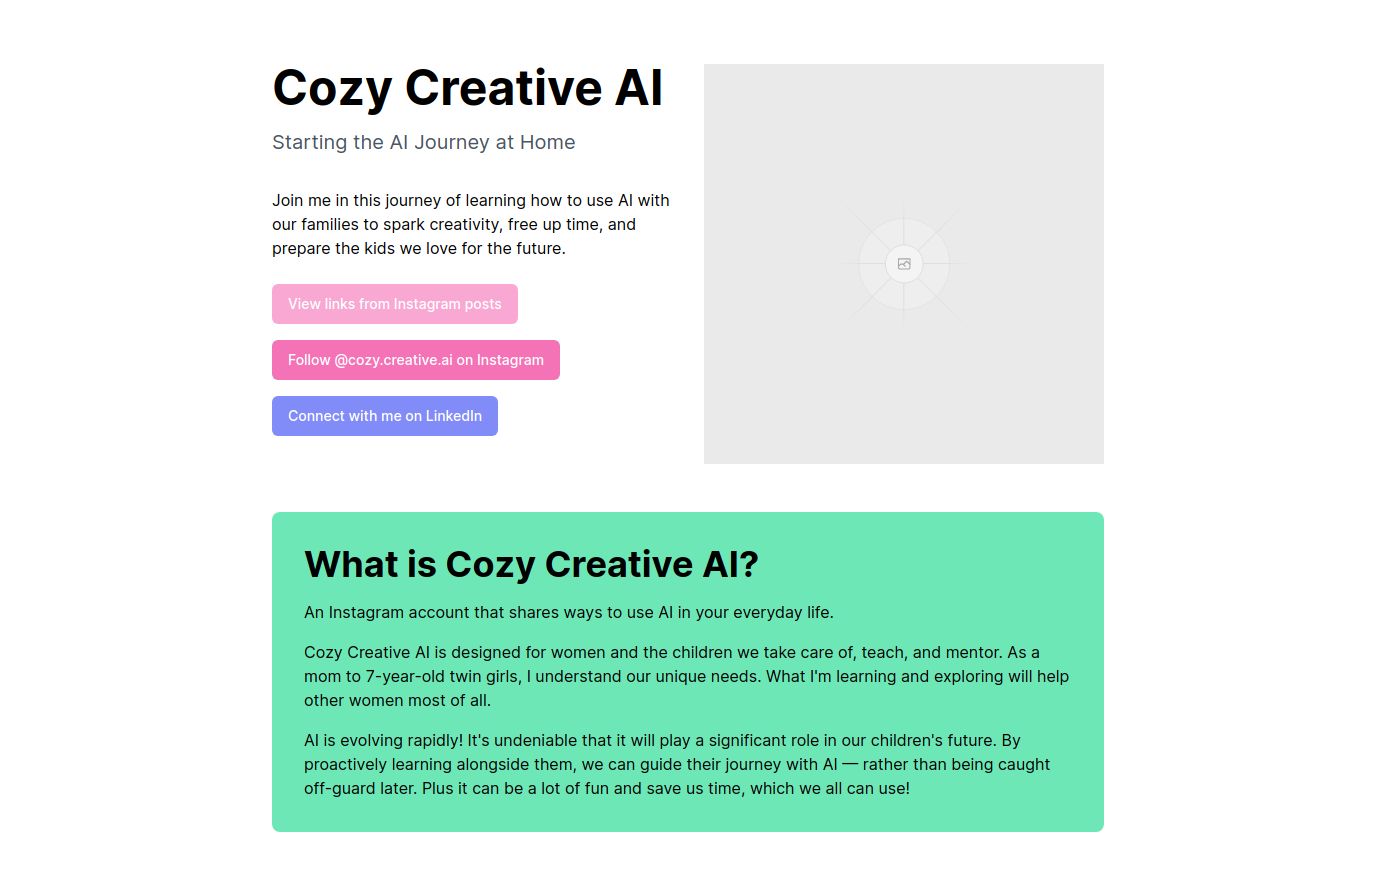 Cozy Creative AI
Starting the AI Journey at Home
Join me in this journey of learning how to use AI with
our families to spark creativity, free up time, and
prepare the kids we love for the future.
View links from Instagram posts
Follow @cozy.creative.ai on Instagram
Connect with me on LinkedIn
What is Cozy Creative AI?
An Instagram account that shares ways to use AI in your everyday life.
Cozy Creative AI is designed for women and the children we take care of, teach, and mentor. As a
mom to 7-year-old twin girls, I understand our unique needs. What I'm learning and exploring will help
other women most of all.
AI is evolving rapidly! It's undeniable that it will play a significant role in our children's future. By
proactively learning alongside them, we can guide their journey with AI — rather than being caught
off-guard later. Plus it can be a lot of fun and save us time, which we all can use!